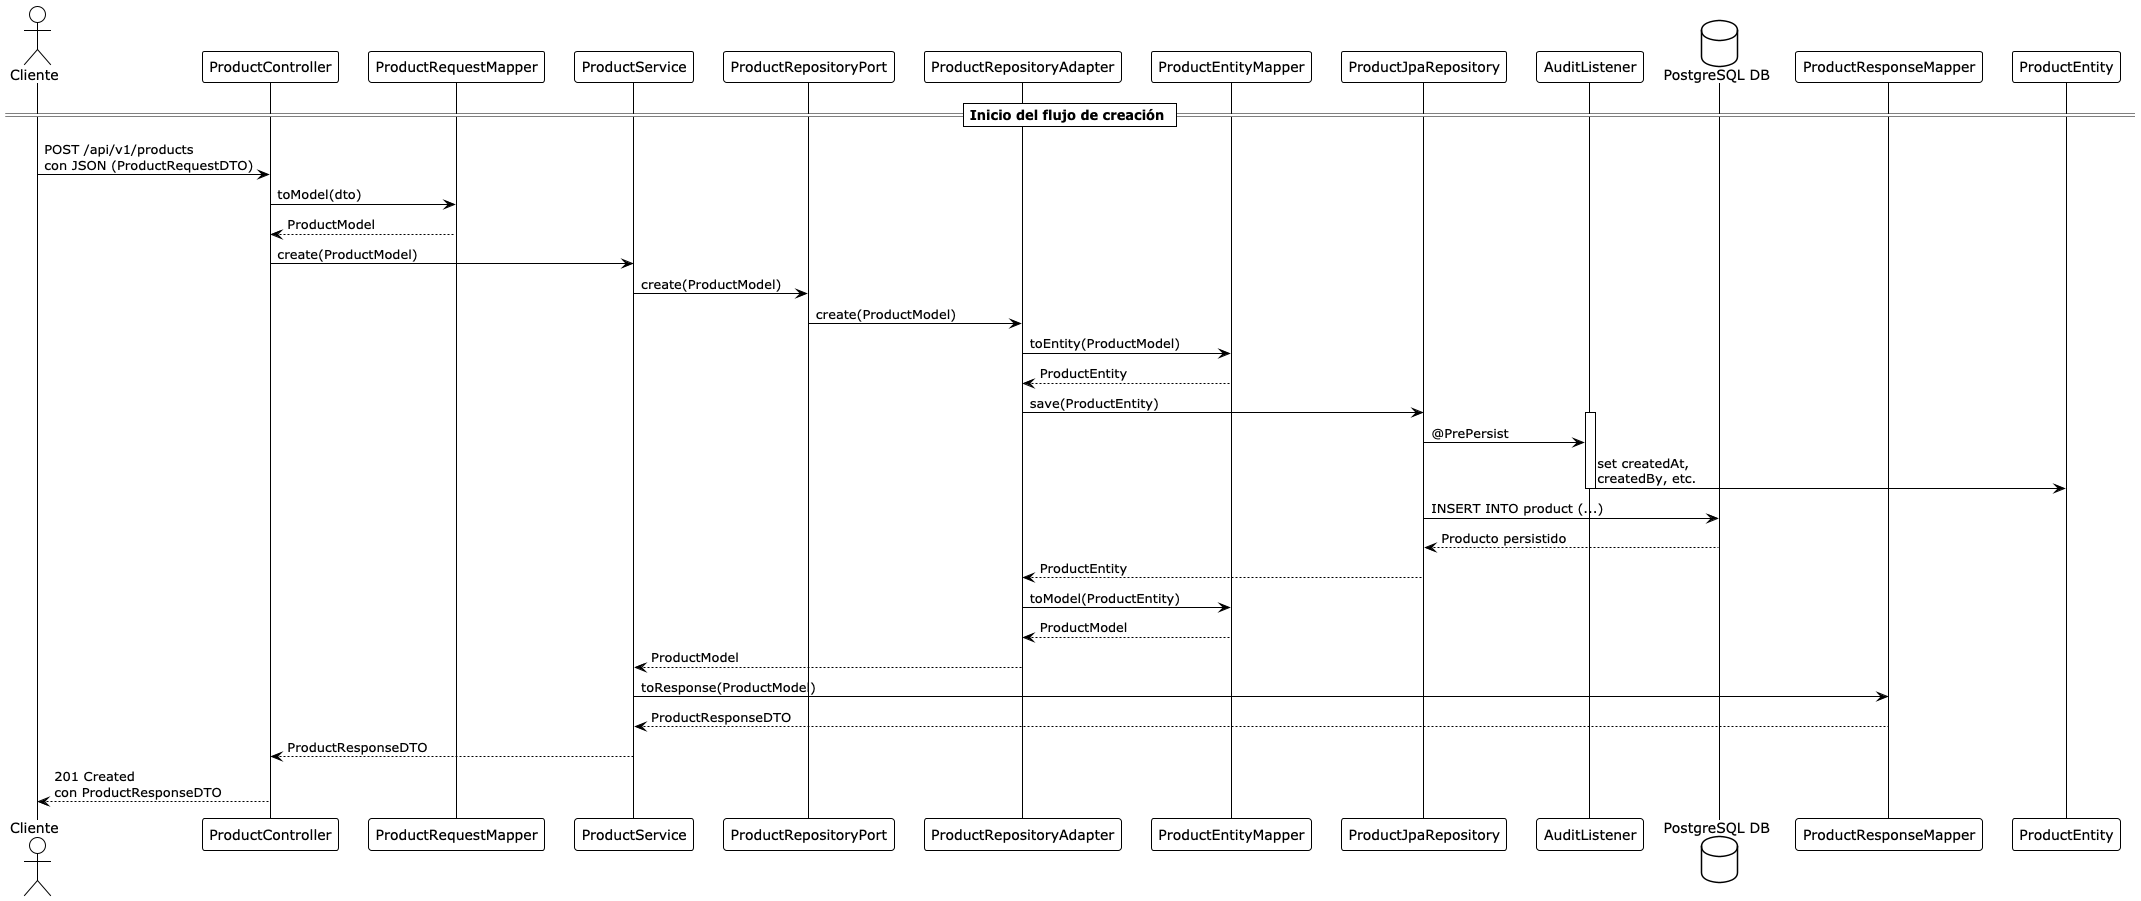 Cliente
ProductController
ProductRequestMapper
ProductService
ProductRepositoryPort
ProductRepositoryAdapter
ProductEntityMapper
ProductJpaRepository
AuditListener
PostgreSQL DB
ProductResponseMapper
ProductEntity
Inicio del flujo de creación
POST /api/v1/products
con JSON (ProductRequestDTO)
toModel(dto)
ProductModel
create(ProductModel)
create(ProductModel)
create(ProductModel)
toEntity(ProductModel)
ProductEntity
save(ProductEntity)
@PrePersist
set createdAt,
createdBy, etc.
INSERT INTO product (...)
Producto persistido
ProductEntity
toModel(ProductEntity)
ProductModel
ProductModel
toResponse(ProductModel)
ProductResponseDTO
ProductResponseDTO
201 Created
con ProductResponseDTO
Cliente
ProductController
ProductRequestMapper
ProductService
ProductRepositoryPort
ProductRepositoryAdapter
ProductEntityMapper
ProductJpaRepository
AuditListener
PostgreSQL DB
ProductResponseMapper
ProductEntity